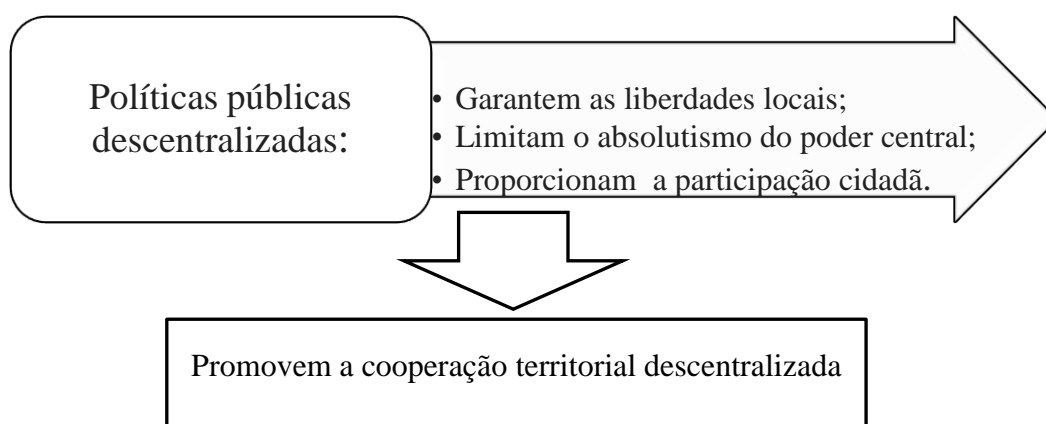 Políticas públicas
descentralizadas:
• Garantem as liberdades locais;
• Limitam o absolutismo do poder central;
• Proporcionam a participação cidadã.
Promovem a cooperação territorial descentralizada